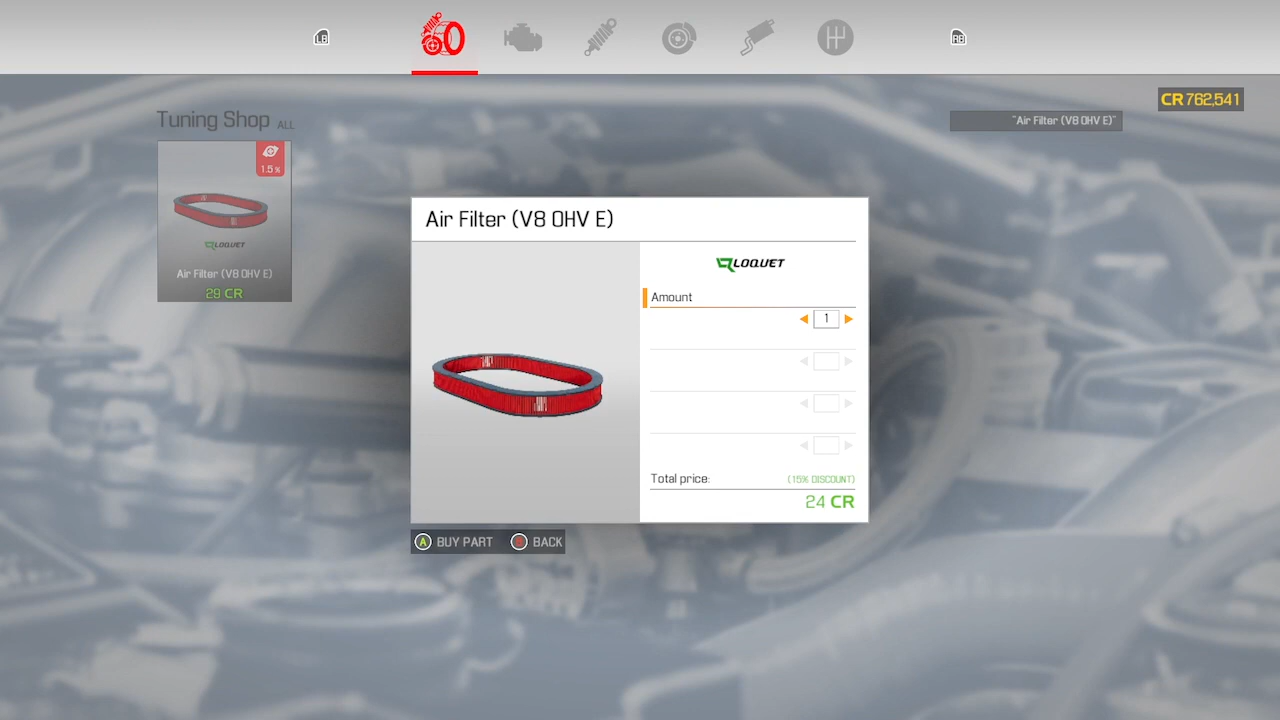 LB
RB
CR 762,541
Tuning Shop ALL
"Air Filter (V8 OHV E)"
1.5 %
LOQUET
Air Filter (V8 OHV E)
29 CR
Air Filter (V8 OHV E)
LOQUET
Amount
1
Total price: (15% DISCOUNT)
24 CR
A BUY PART BACK